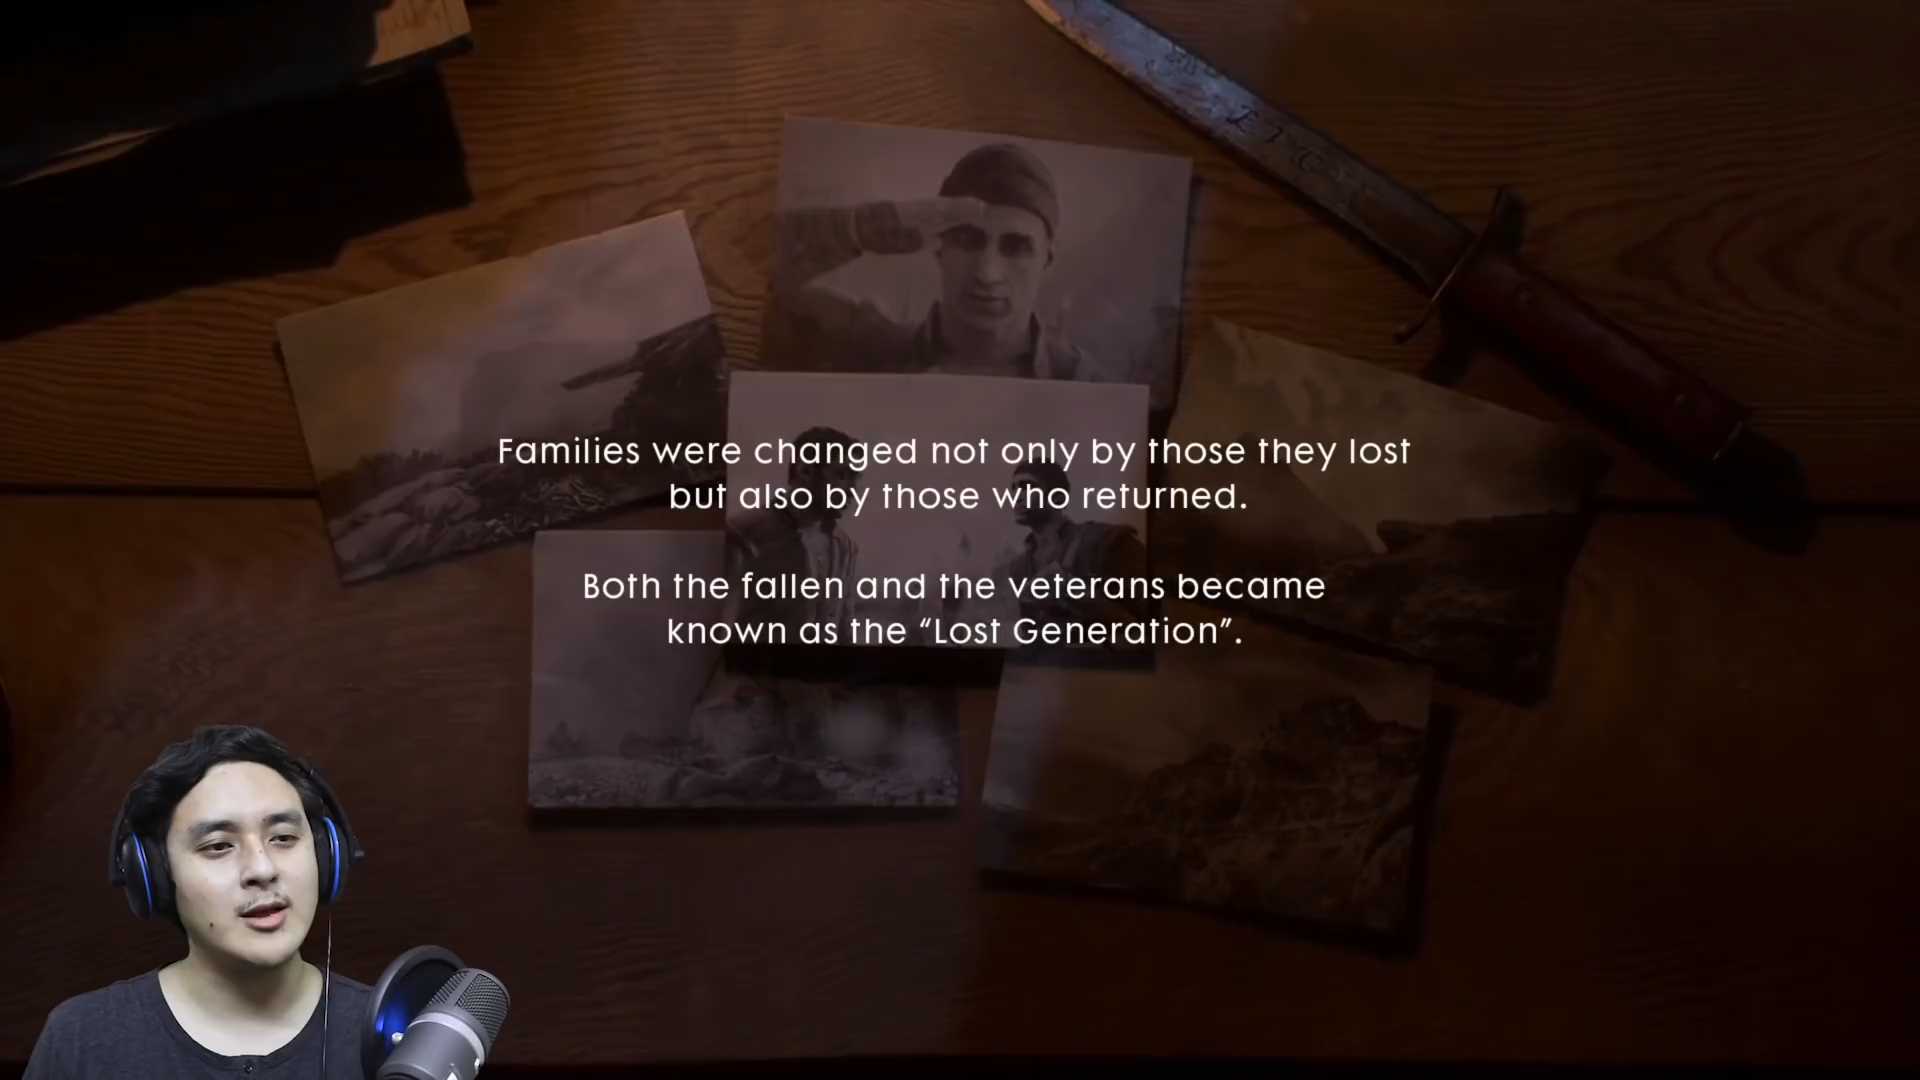 Families were changed not only by those they lost
but also by those who returned.
Both the fallen and the veterans became
known as the “Lost Generation”.